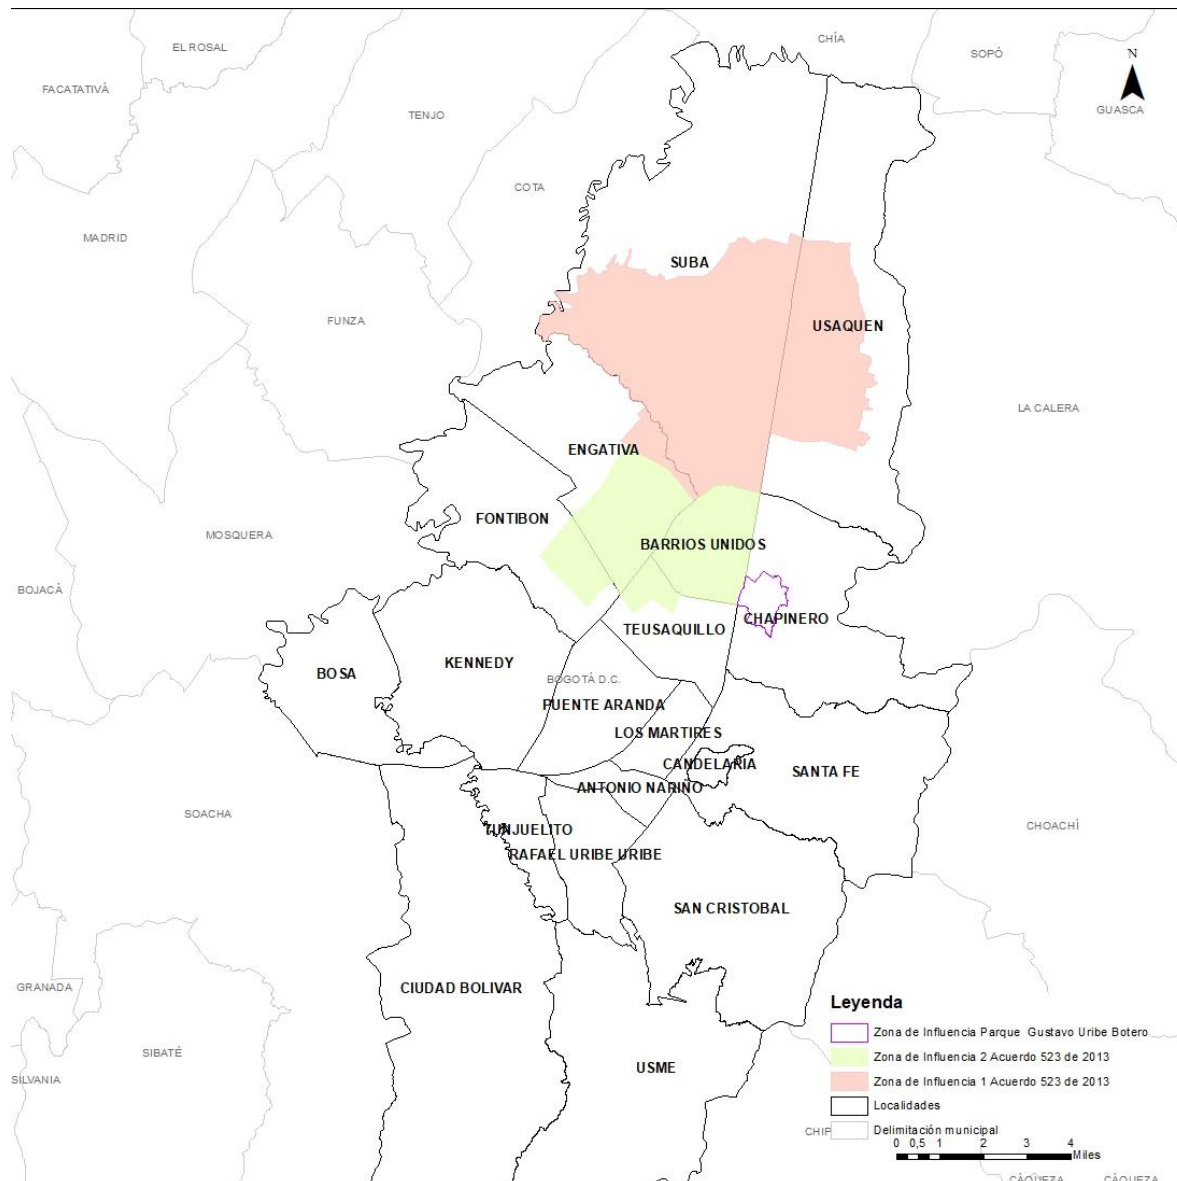 CHÍA
EL ROSAL
SOPÓ
N
FACATATIVÁ
GUASCA
TENJO
COTA
MADRID
SUBA
FUNZA
USAQUEN
LA CALERA
ENGATIVA
FONTIBON
MOSQUERA
BARRIOS UNIDOS
BOJACÁ
CHAPINERO
TEUSAQUILLO
KENNEDY
BOSA
BOGOTÁ D.C.
PUENTE ARANDA
LOS MARTIRES
CANDELARIA
SANTA FE
ANTONIO NARIÑO
SOACHA
CHOACHÍ
TUNJUELITO
RAFAEL URIBE URIBE
SAN CRISTOBAL
GRANADA
CIUDAD BOLIVAR
SIBATÉ
USME
SILVANIA
Leyenda
Zona de Influencia Parque Gustavo Uribe Botero
Zona de Influencia 2 Acuerdo 523 de 2013
Zona de Influencia 1 Acuerdo 523 de 2013
Localidades
Delimitación municipal
CHIP
0 0,5 1 2 3 4
Miles
CÁQUEZA
CÁQUEZA